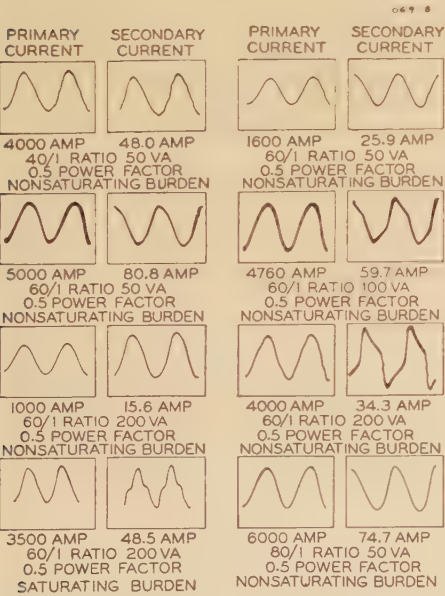 069 8
PRIMARY CURRENT
SECONDARY CURRENT
PRIMARY CURRENT
SECONDARY CURRENT
4000 AMP 48.0 AMP
40/1 RATIO 50 VA
0.5 POWER FACTOR
NONSATURATING BURDEN
1600 AMP 25.9 AMP
60/1 RATIO 50 VA
0.5 POWER FACTOR
NONSATURATING BURDEN
5000 AMP 80.8 AMP
60/1 RATIO 50 VA
0.5 POWER FACTOR
NONSATURATING BURDEN
4760 AMP 59.7 AMP
60/1 RATIO 100 VA
0.5 POWER FACTOR
NONSATURATING BURDEN
1000 AMP 15.6 AMP
60/1 RATIO 200 VA
0.5 POWER FACTOR
NONSATURATING BURDEN
4000 AMP 34.3 AMP
60/1 RATIO 200 VA
0.5 POWER FACTOR
NONSATURATING BURDEN
3500 AMP 48.5 AMP
60/1 RATIO 200 VA
0.5 POWER FACTOR
SATURATING BURDEN
6000 AMP 74.7 AMP
80/1 RATIO 50 VA
0.5 POWER FACTOR
NONSATURATING BURDEN